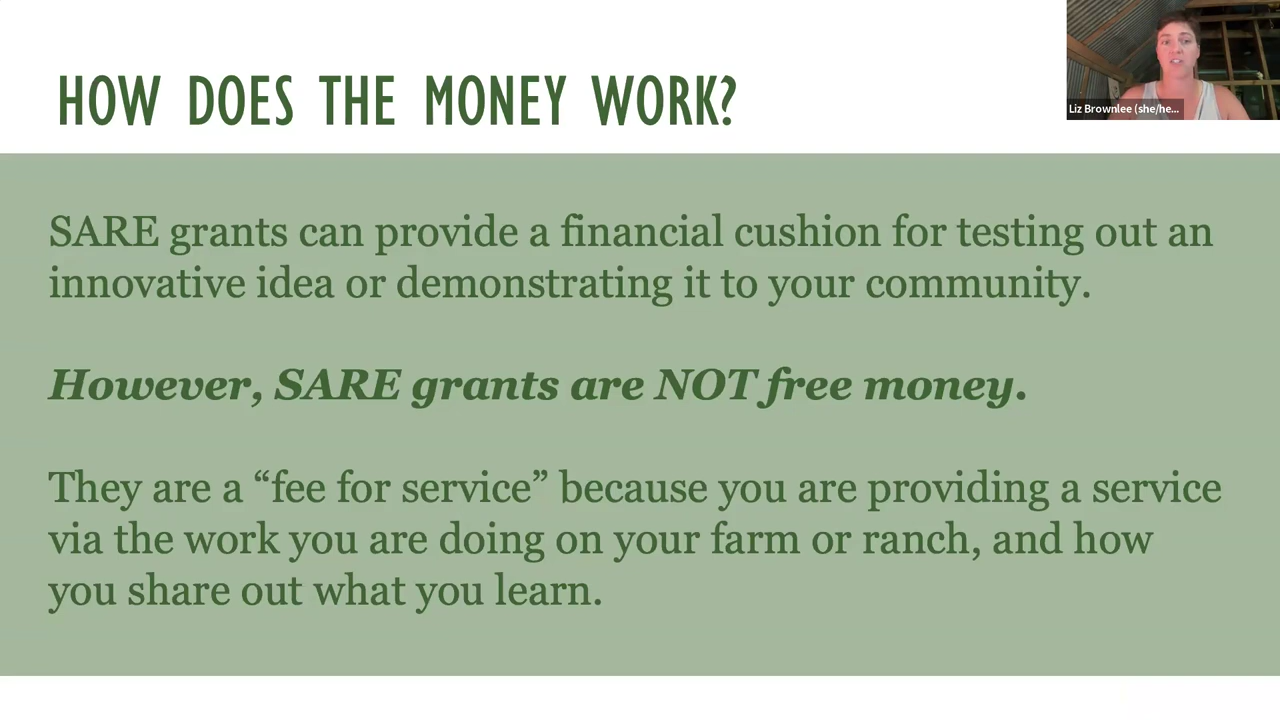 HOW DOES THE MONEY WORK?
Liz Brownlee (she/he...
SARE grants can provide a financial cushion for testing out an
innovative idea or demonstrating it to your community.
However, SARE grants are NOT free money.
They are a “fee for service” because you are providing a service
via the work you are doing on your farm or ranch, and how
you share out what you learn.